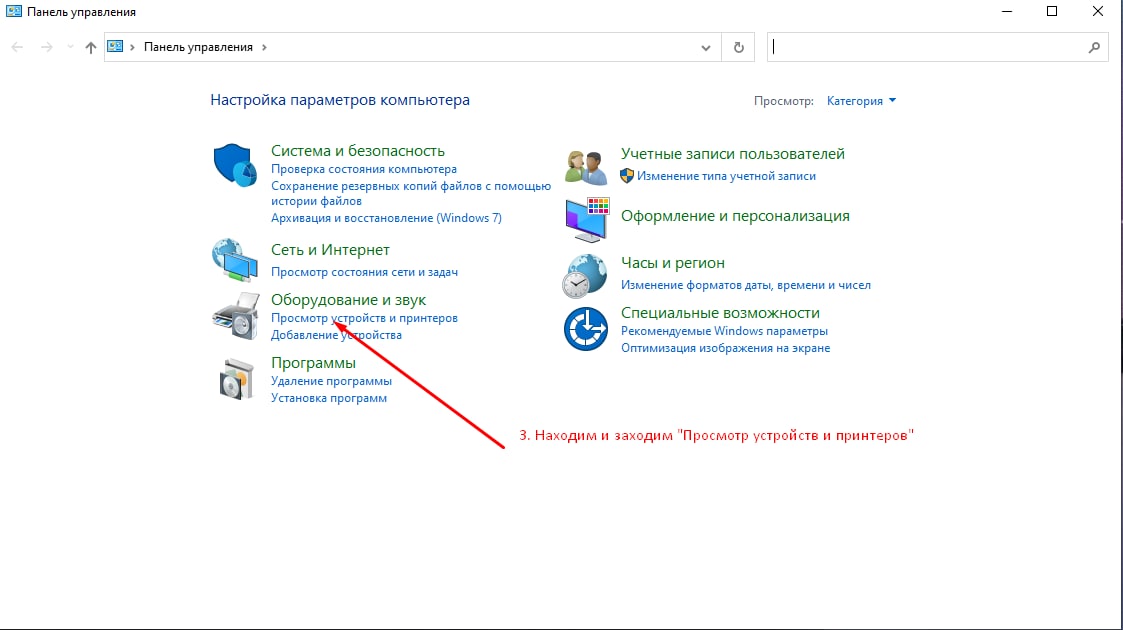 Панель управления
Панель управления
Настройка параметров компьютера
Просмотр: Категория
Система и безопасность
Проверка состояния компьютера
Сохранение резервных копий файлов с помощью
истории файлов
Архивация и восстановление (Windows 7)
Сеть и Интернет
Просмотр состояния сети и задач
Оборудование и звук
Просмотр устройств и принтеров
Добавление устройства
Программы
Удаление программы
Установка программ
Учетные записи пользователей
Изменение типа учетной записи
Оформление и персонализация
Часы и регион
Изменение форматов даты, времени и чисел
Специальные возможности
Рекомендуемые Windows параметры
Оптимизация изображения на экране
3. Находим и заходим "Просмотр устройств и принтеров"